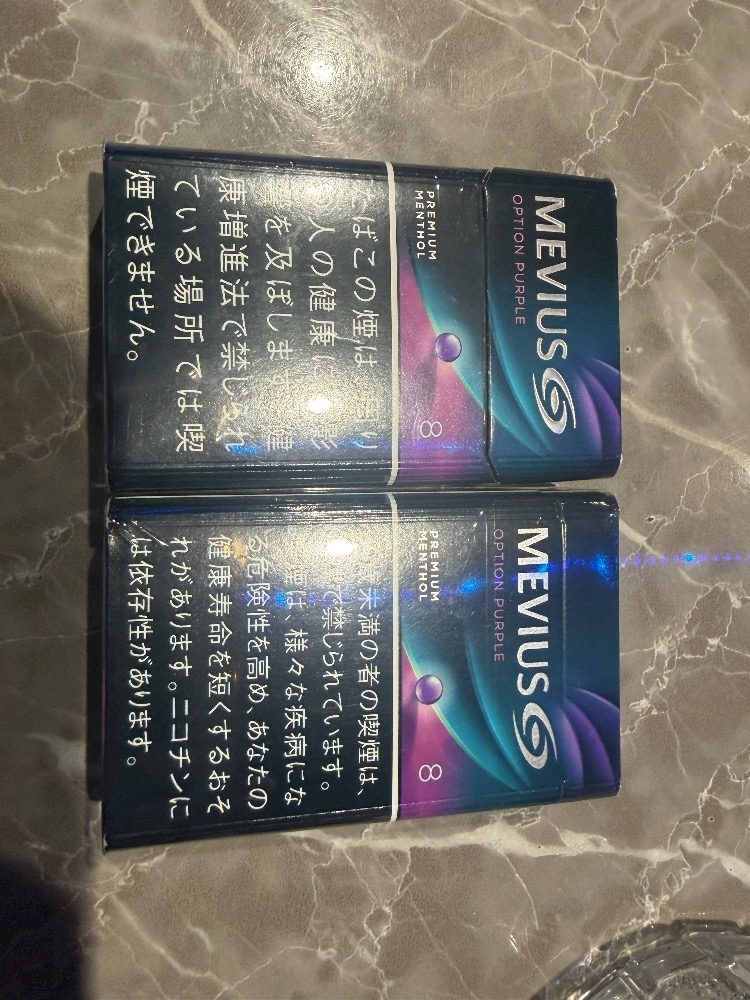 MEVIUS
OPTION PURPLE
PREMIUM
MENTHOL
8
ばこの煙は
人の健康に
を及ぼしま
康増進法で禁じられ
ている場所では喫
煙できません。
MEVIUS
OPTION PURPLE
PREMIUM
MENTHOL
8
未満の者の喫煙は、
で禁じられています。
煙は、様々な疾病にな
る危険性を高め、あなたの
健康寿命を短くするおそ
れがあります。ニコチンに
は依存性があります。